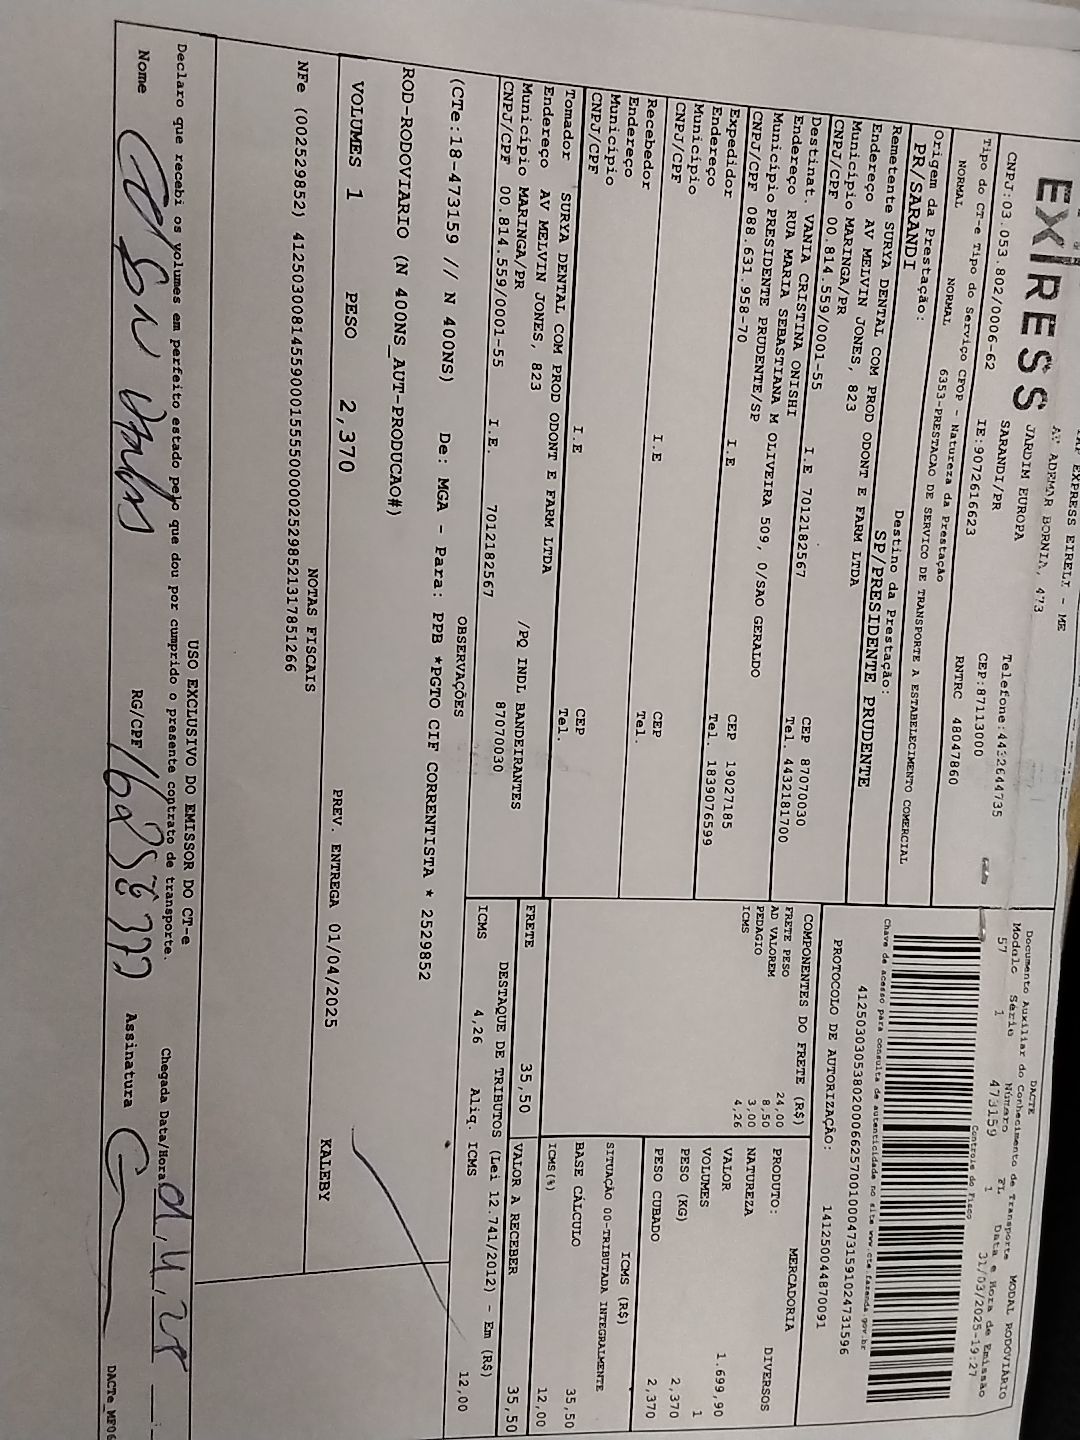 EXPRESS EIRELI - ME
AV ADEMAR BORNIA, 473
JARDIM EUROPA
SARANDI/PR
Telefone:4432644735
CNPJ:03.053.802/0006-62 IE:9072616623 CEP:87113000
Tipo do CT-e Tipo do Serviço CFOP - Natureza da Prestação RNTRC 48047860
NORMAL NORMAL 6353-PRESTACAO DE SERVICO DE TRANSPORTE A ESTABELECIMENTO COMERCIAL
Origem da Prestação: Destino da Prestação:
PR/SARANDI SP/PRESIDENTE PRUDENTE
Remetente SURYA DENTAL COM PROD ODONT E FARM LTDA
Endereço AV MELVIN JONES, 823
Município MARINGA/PR CEP 87070030
CNPJ/CPF 00.814.559/0001-55 I.E 7012182567 Tel. 4432181700
Destinat. VANIA CRISTINA ONISHI
Endereço RUA MARIA SEBASTIANA M OLIVEIRA 509, 0/SAO GERALDO
Município PRESIDENTE PRUDENTE/SP CEP 19027185
CNPJ/CPF 088.631.958-70 I.E Tel. 1839076599
Expedidor
Endereço
Município CEP
CNPJ/CPF I.E Tel.
Recebedor
Endereço
Município CEP
CNPJ/CPF I.E Tel.
Tomador SURYA DENTAL COM PROD ODONT E FARM LTDA
Endereço AV MELVIN JONES, 823 /PQ INDL BANDEIRANTES
Município MARINGA/PR 87070030
CNPJ/CPF 00.814.559/0001-55 I.E. 7012182567
DACTE MODAL RODOVIÁRIO
Documento Auxiliar do Conhecimento de Transporte
Modalo Série Número FL Data e Hora de Emissão
57 1 473159 1 31/03/2025-19:27
Controle do Fisco
Chave de acesso para consulta de autenticidade no site www.cte.fazenda.gov.br
41250303053802000662570010004731591024731596
PROTOCOLO DE AUTORIZAÇÃO: 141250044870091
COMPONENTES DO FRETE (R$)
FRETE PESO 24,00
AD VALOREM 8,50
PEDAGIO 3,00
ICMS 4,26
MERCADORIA
PRODUTO: DIVERSOS
NATUREZA
VALOR 1.699,90
VOLUMES 1
PESO (KG) 2,370
PESO CUBADO 2,370
ICMS (R$)
SITUAÇÃO 00-TRIBUTADA INTEGRALMENTE
BASE CÁLCULO 35,50
ICMS(%) 12,00
FRETE 35,50 VALOR A RECEBER 35,50
DESTAQUE DE TRIBUTOS (Lei 12.741/2012) - Em (R$)
ICMS 4,26 Aliq. ICMS 12,00
OBSERVAÇÕES
(CTe:18-473159 // N 400NS) De: MGA - Para: PPB *PGTO CIF CORRENTISTA * 2529852
ROD-RODOVIARIO (N 400NS_AUT-PRODUCAO#)
VOLUMES 1 PESO 2,370 PREV. ENTREGA 01/04/2025 KALEBY
NOTAS FISCAIS
NFe (002529852)
USO EXCLUSIVO DO EMISSOR DO CT-e
Declaro que recebi os volumes em perfeito estado pelo que dou por cumprido o presente contrato de transporte. Chegada Data/Hora
Nome RG/CPF Assinatura